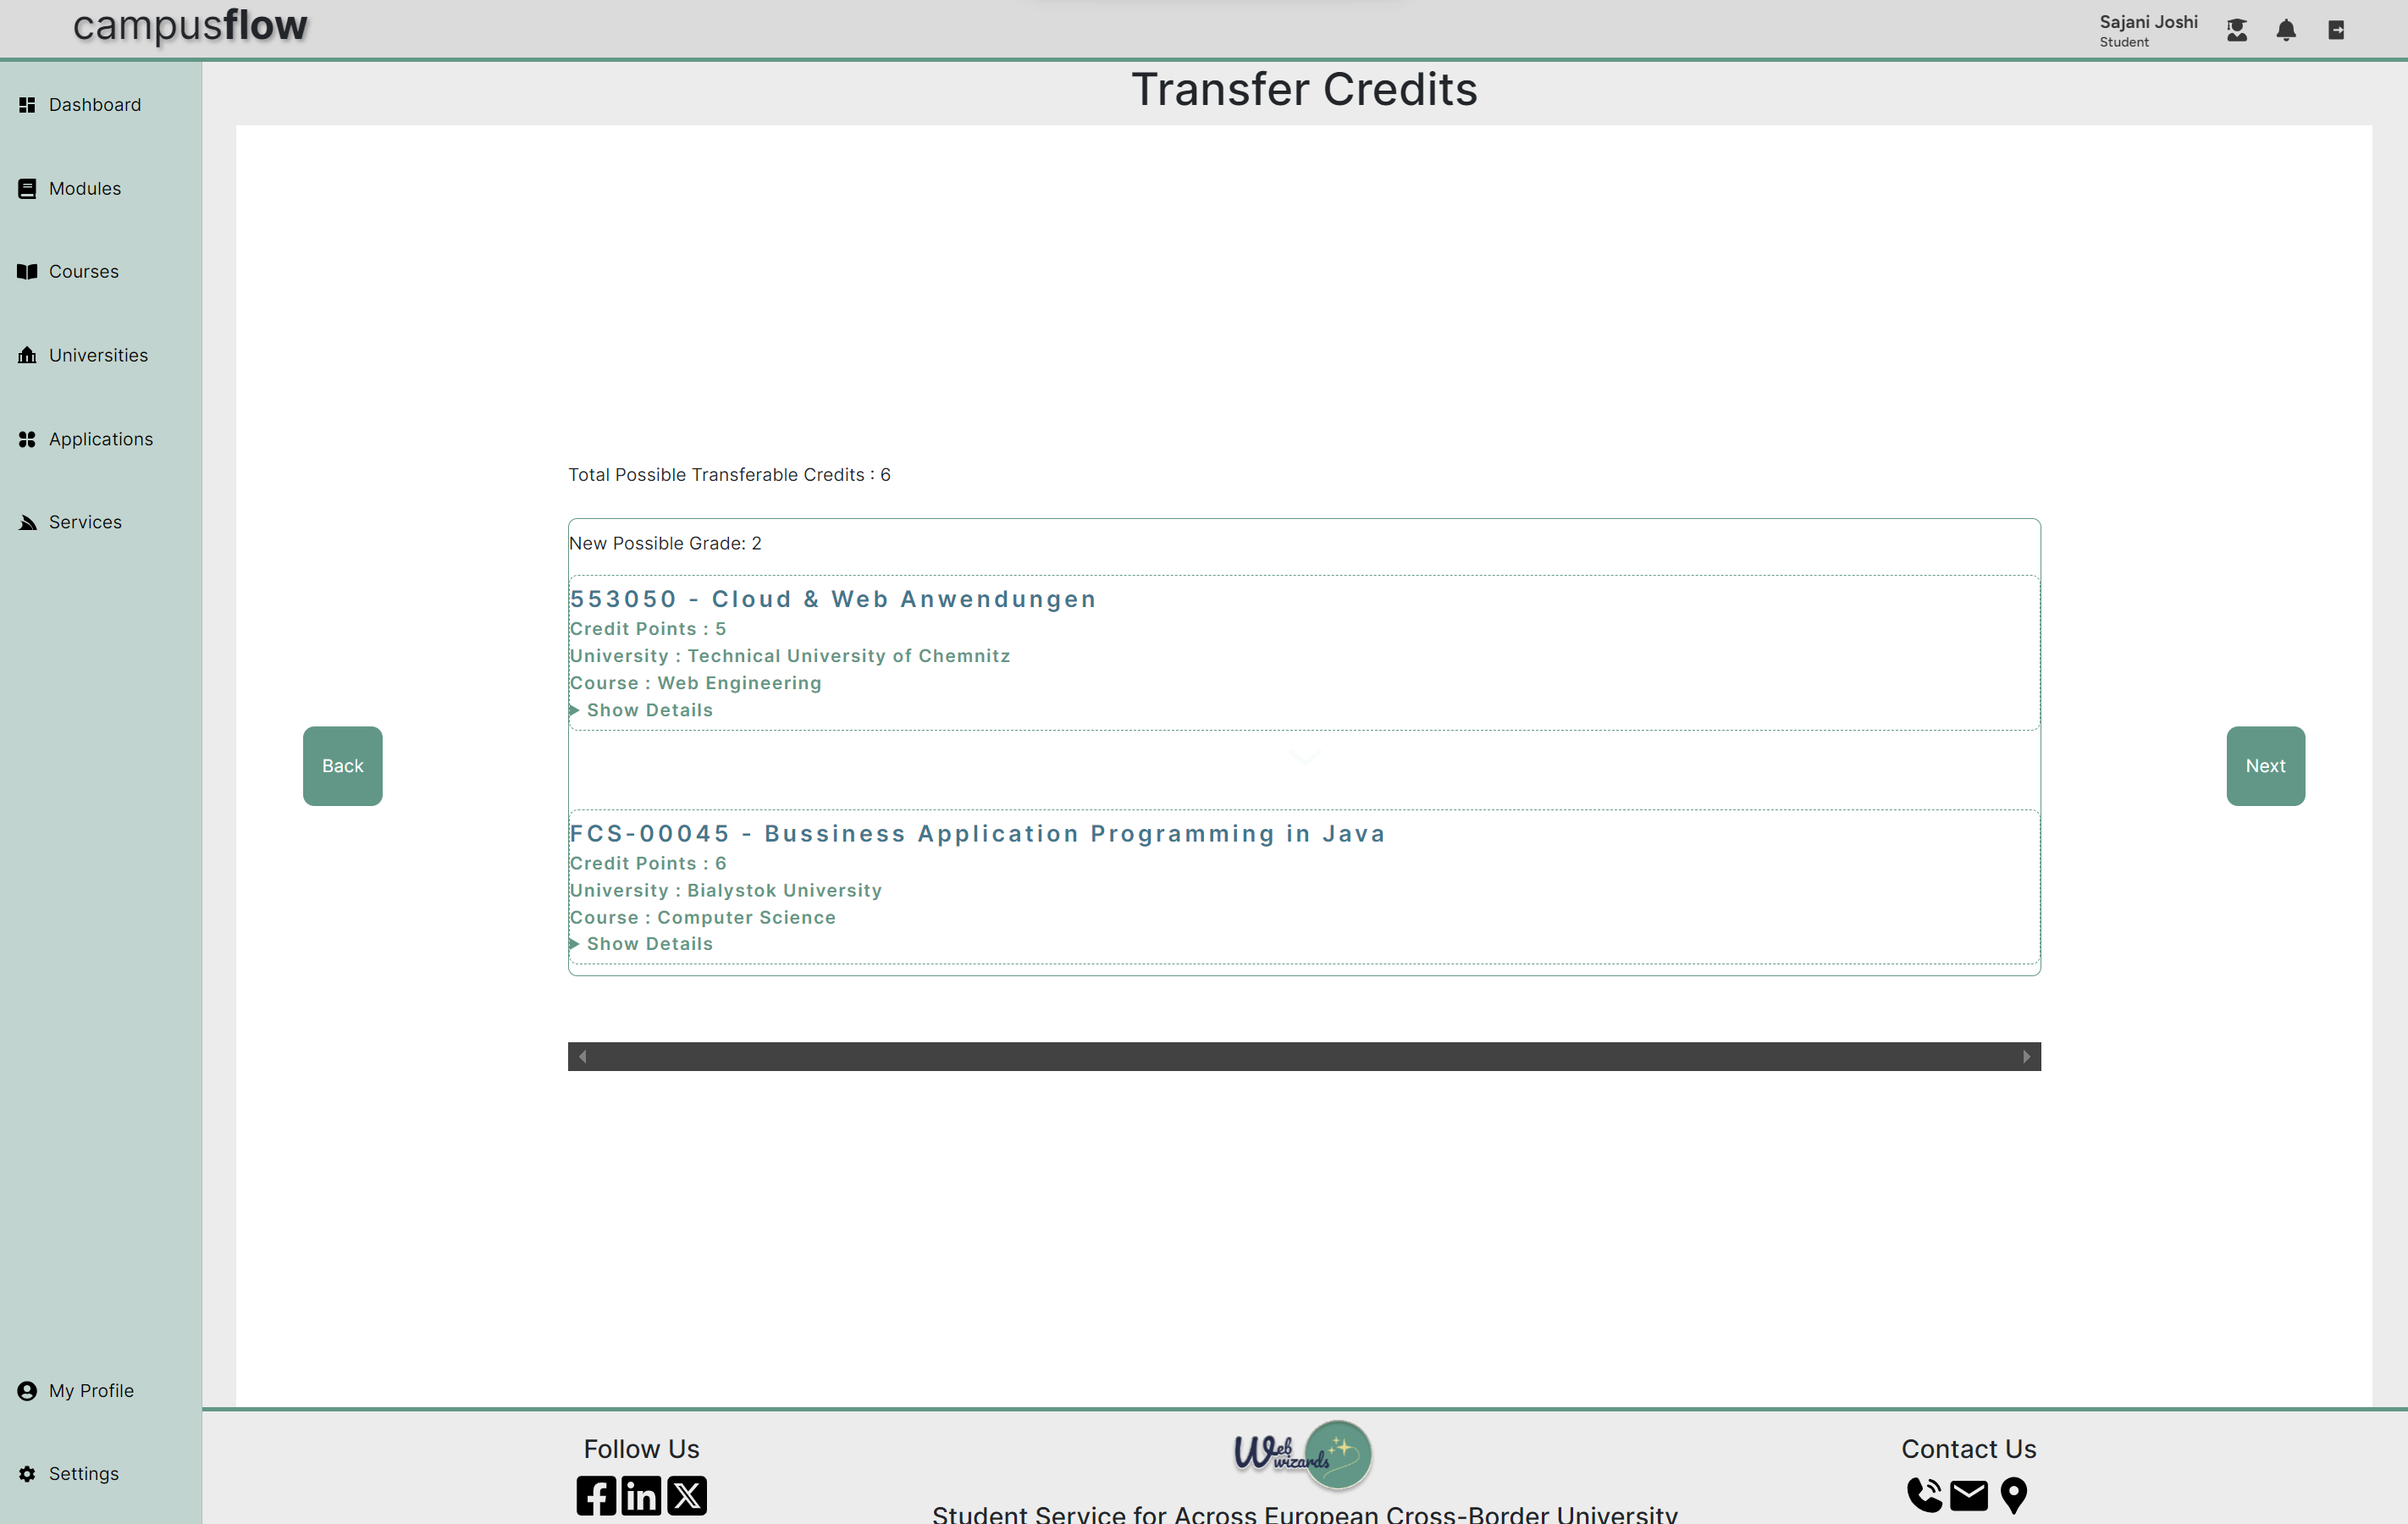 campusflow
Sajani Joshi
Student
Dashboard
Modules
Courses
Universities
Applications
Services
My Profile
Settings
Transfer Credits
Total Possible Transferable Credits : 6
New Possible Grade: 2
553050 - Cloud & Web Anwendungen
Credit Points : 5
University : Technical University of Chemnitz
Course : Web Engineering
Show Details
FCS-00045 - Bussiness Application Programming in Java
Credit Points : 6
University : Bialystok University
Course : Computer Science
Show Details
Back
Next
Follow Us
Web
wizards
Student Service for Across European Cross-Border University
Contact Us